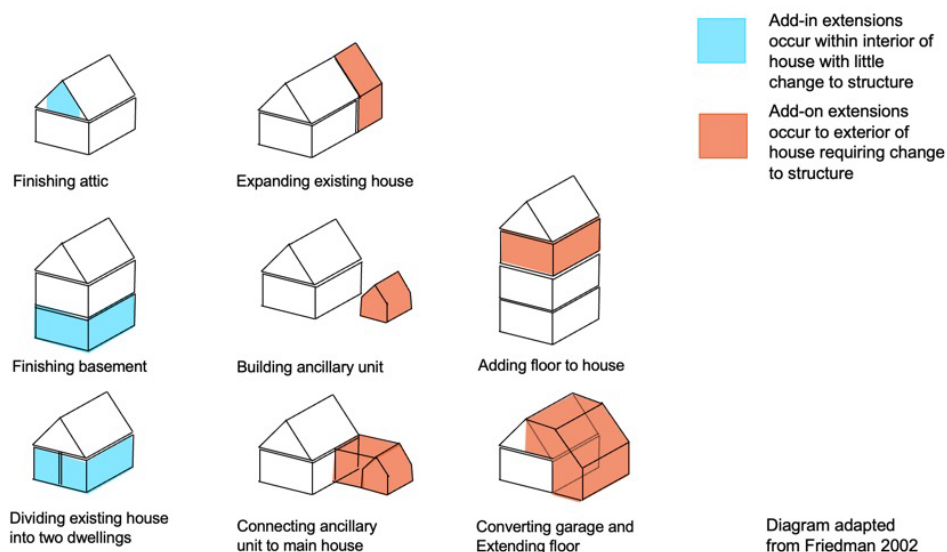 Add-in extensions
occur within interior of
house with little
change to structure
Add-on extensions
occur to exterior of
house requiring change
to structure
Finishing attic
Expanding existing house
Finishing basement
Building ancillary unit
Adding floor to house
Dividing existing house
into two dwellings
Connecting ancillary
unit to main house
Converting garage and
Extending floor
Diagram adapted
from Friedman 2002